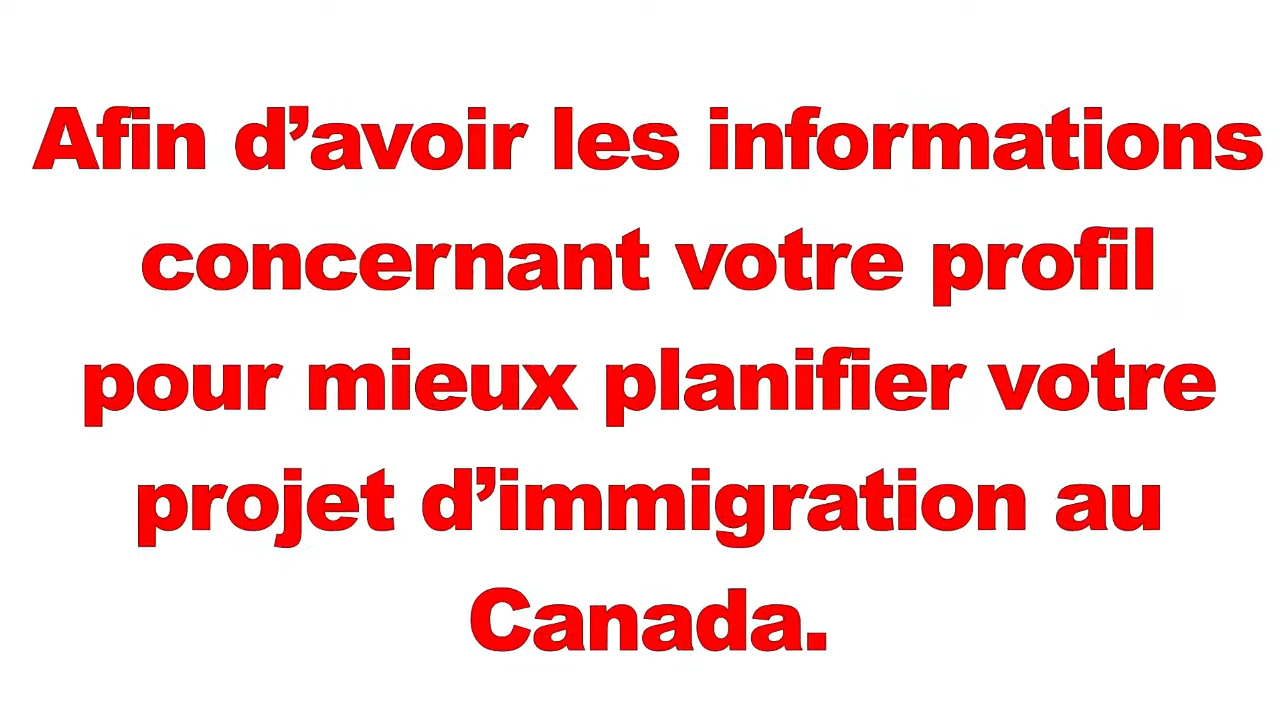 Afin d’avoir les informations
concernant votre profil
pour mieux planifier votre
projet d’immigration au
Canada.